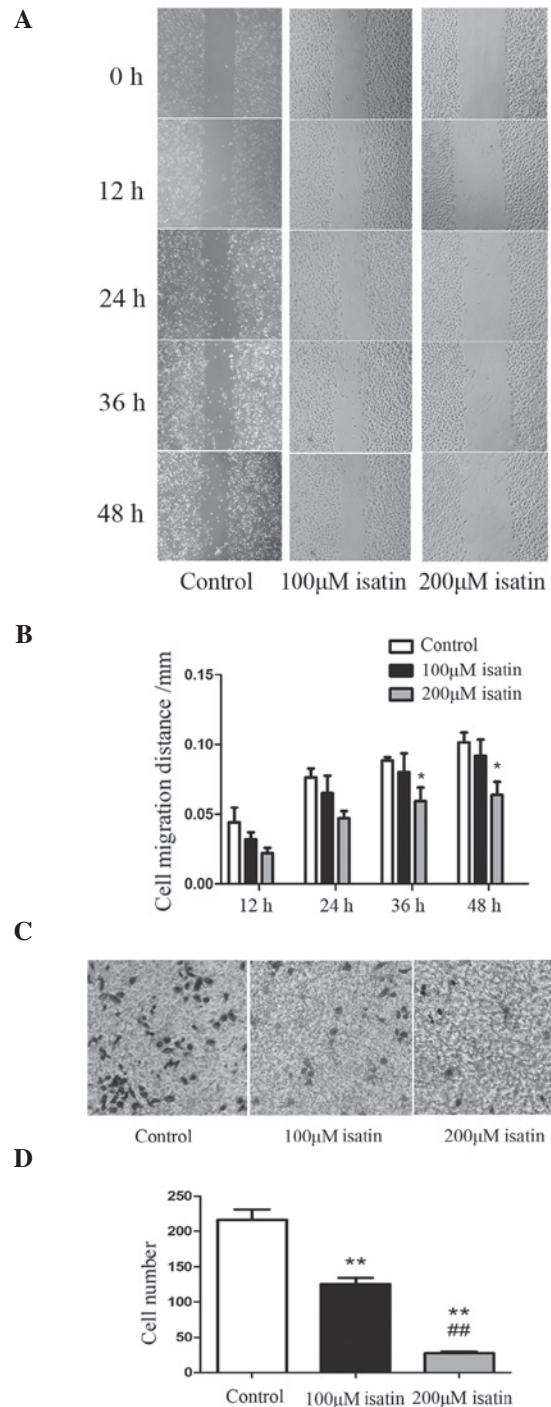 A
0 h
12 h
24 h
36 h
48 h
Control 100μM isatin 200μM isatin
B
Control
100μM isatin
200μM isatin
Cell migration distance /mm
0.15
0.10
0.05
0.00
* *
12 h 24 h 36 h 48 h
C
Control 100μM isatin 200μM isatin
D
Cell number
250
200
150
100
50
0
**
**
##
Control 100μM isatin 200μM isatin